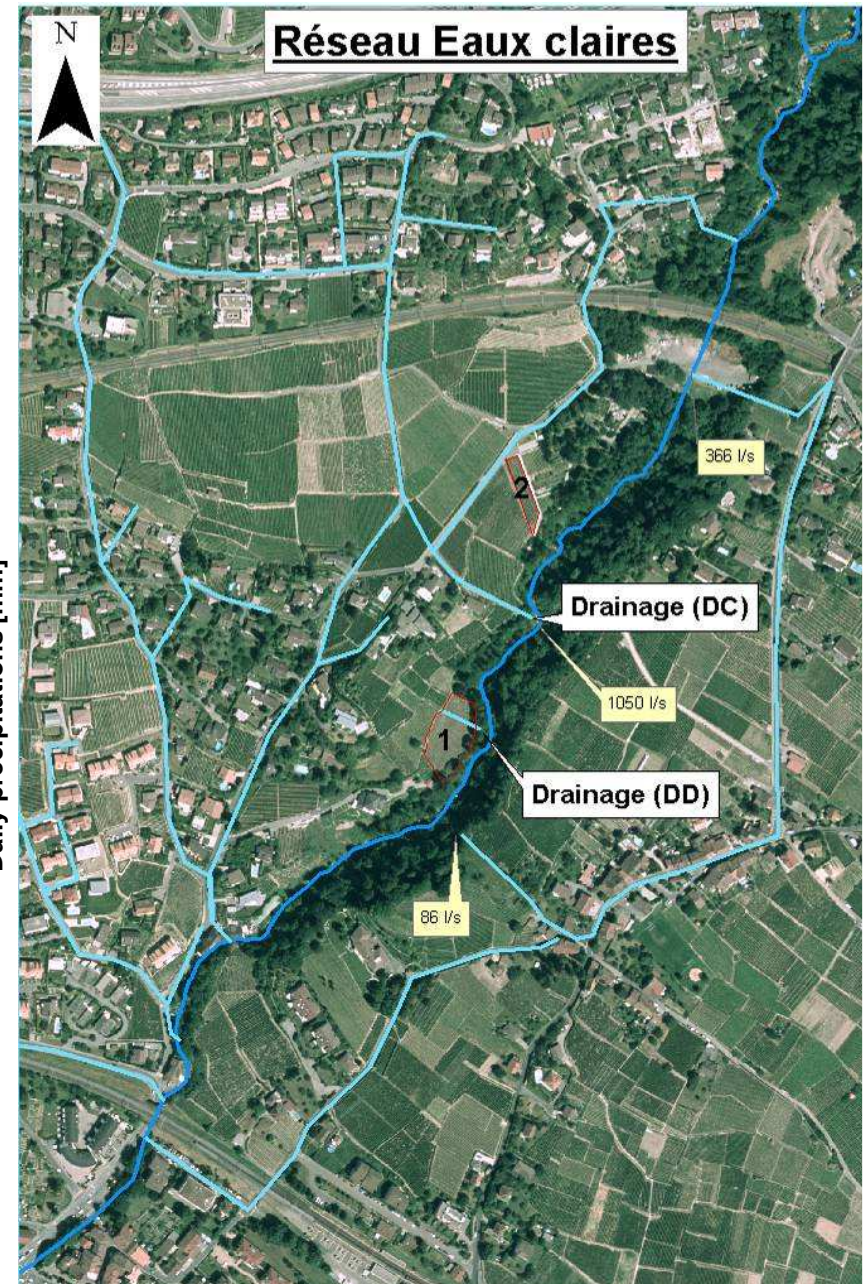 N
Réseau Eaux claires
366 l/s
2
Drainage (DC)
1050 l/s
1
Drainage (DD)
86 l/s